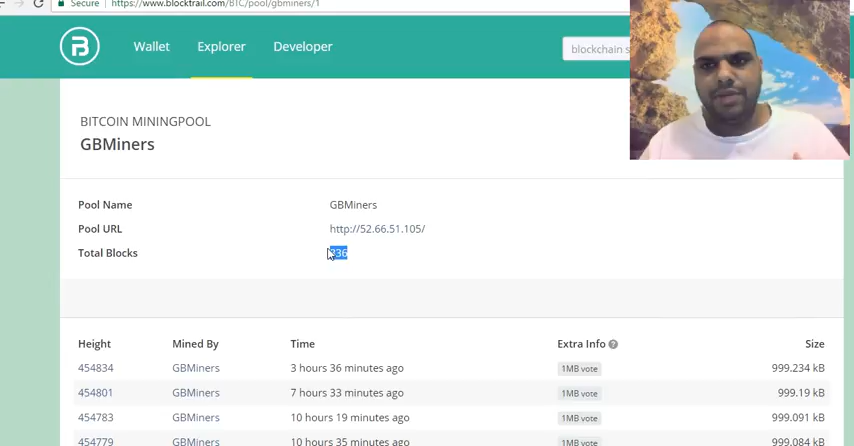 Secure https://www.blocktrail.com/BTC/pool/gbminers/1
Wallet Explorer Developer blockchain s
BITCOIN MININGPOOL
GBMiners
Pool Name GBMiners
Pool URL http://52.66.51.105/
Total Blocks
Height Mined By Time Extra Info ? Size
454834 GBMiners 3 hours 36 minutes ago 1MB vote 999.234 kB
454801 GBMiners 7 hours 33 minutes ago 1MB vote 999.19 kB
454783 GBMiners 10 hours 19 minutes ago 1MB vote 999.091 kB
454779 GBMiners 10 hours 35 minutes ago 1MB vote 999.084 kB